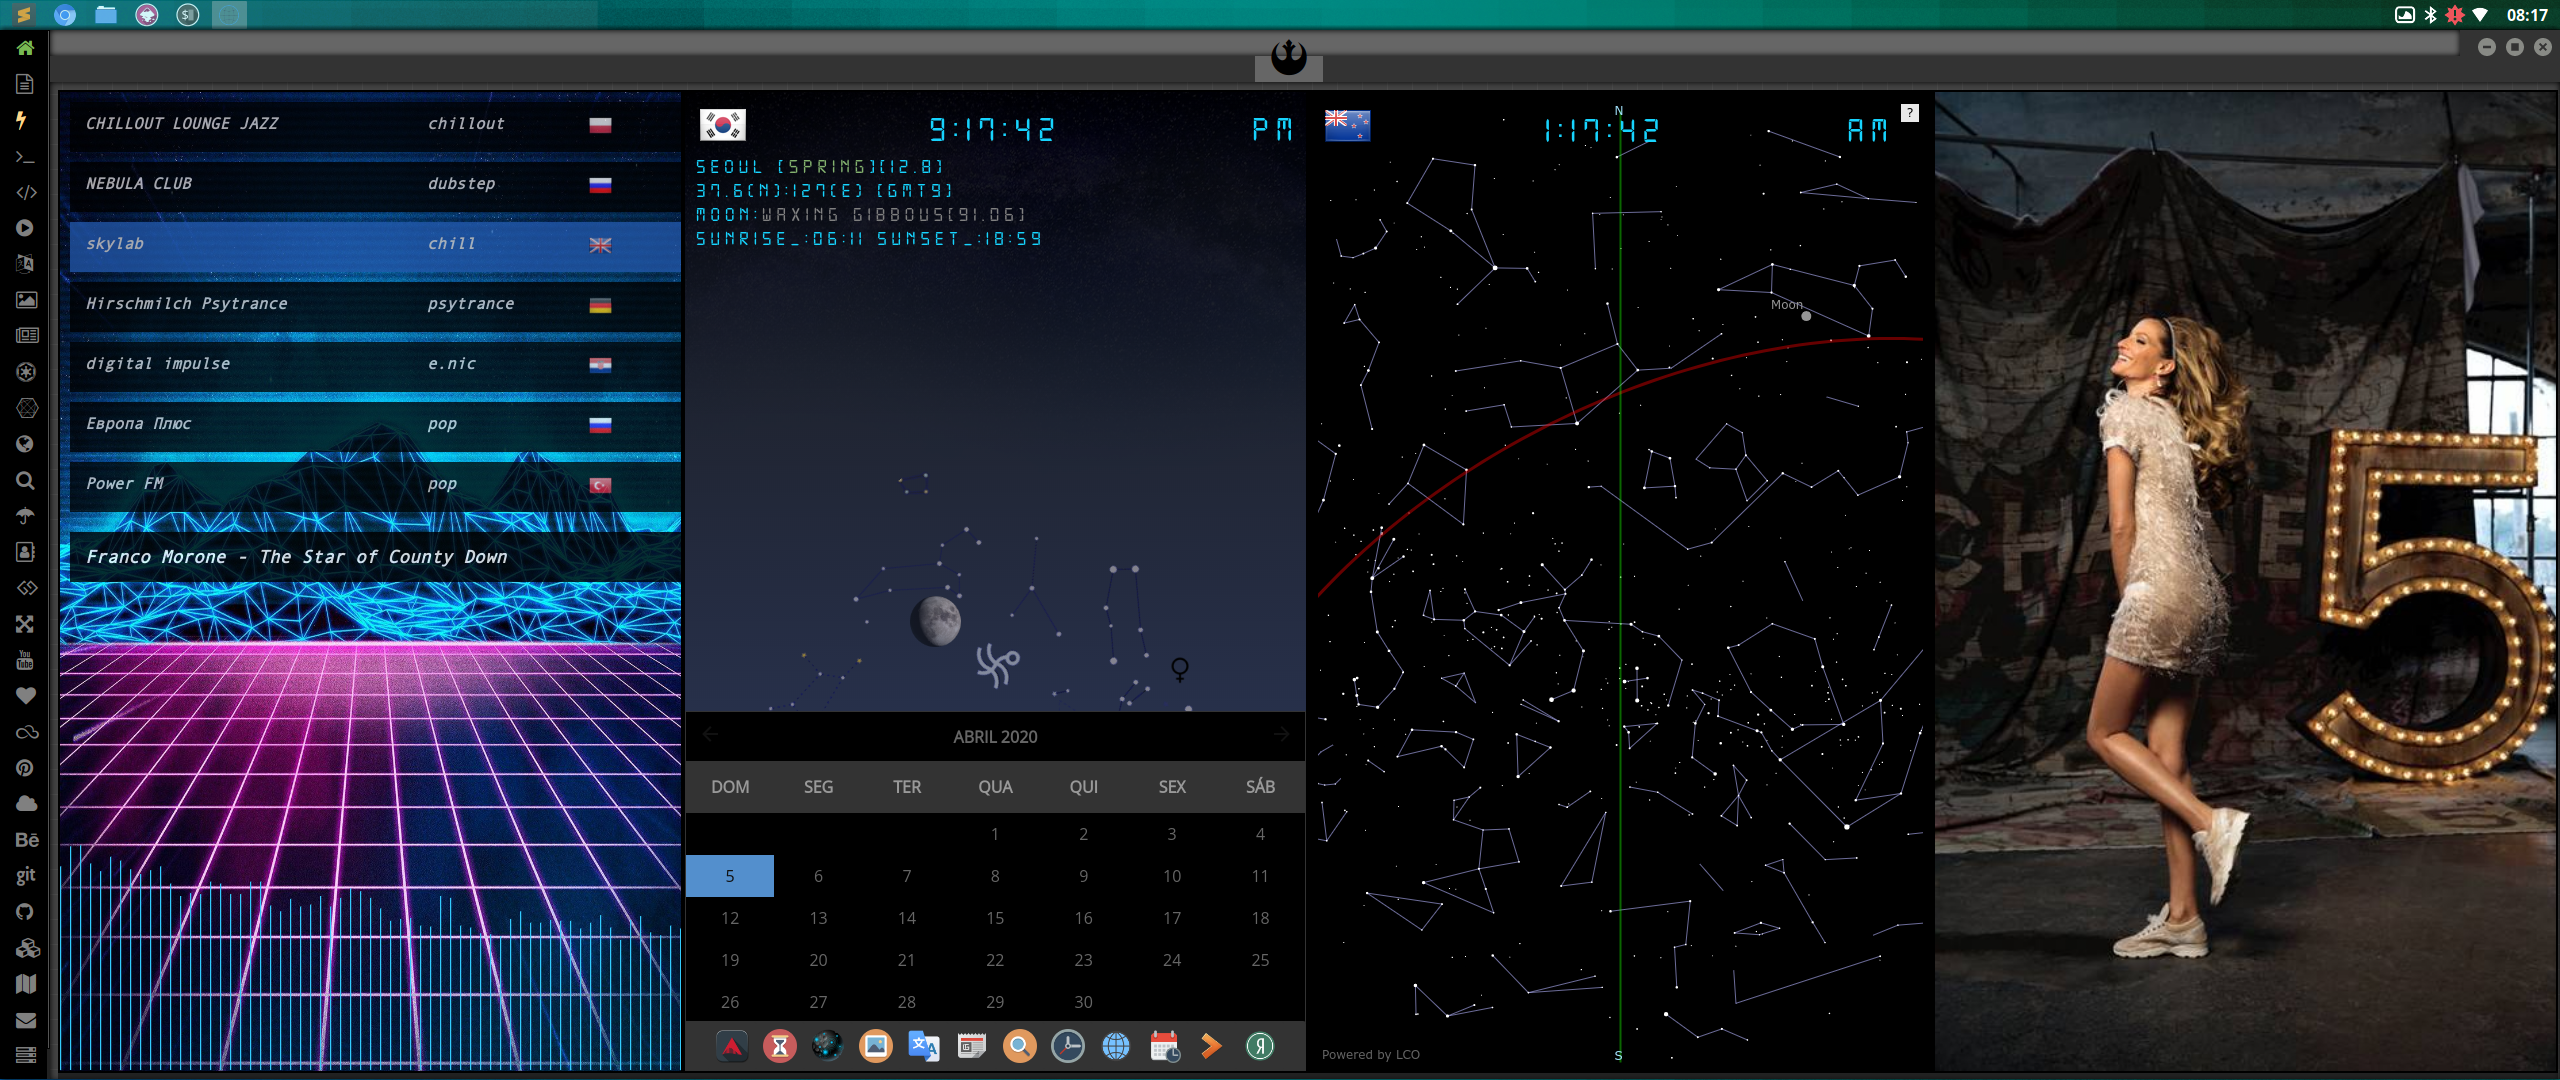 08:17
CHILLOUT LOUNGE JAZZ chillout
NEBULA CLUB dubstep
skylab chill
Hirschmilch Psytrance psytrance
digital impulse e.nic
Европа Плюс pop
Power FM pop
Franco Morone - The Star of County Down
You
Tube
Bē
git
9:17:42 PM
SEOUL [SPRING][12.8]
37.6(N):127(E) [GMT9]
MOON:WAXING GIBBOUS[91.06]
SUNRISE_:06:11 SUNSET_:18:59
ABRIL 2020
DOM SEG TER QUA QUI SEX SÁB
1 2 3 4
5 6 7 8 9 10 11
12 13 14 15 16 17 18
19 20 21 22 23 24 25
26 27 28 29 30
N
?
1:17:42 AM
Moon
S
Powered by LCO
5